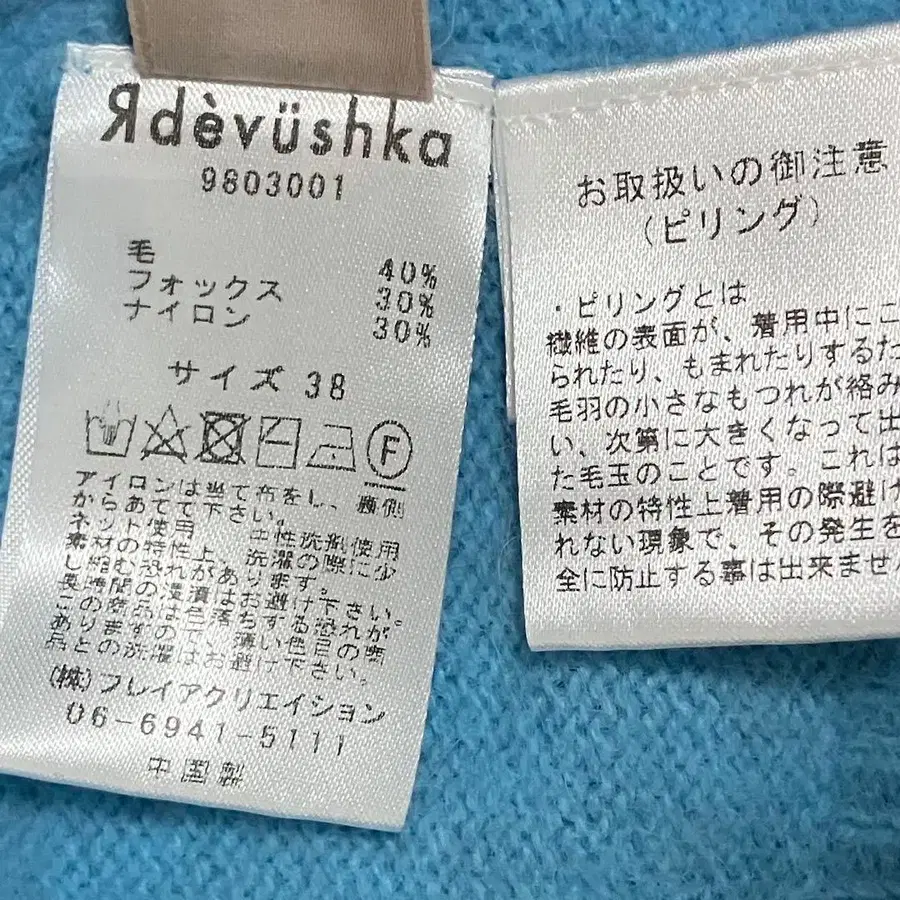 Яdèvüshka
9803001
毛 40%
フォックス 30%
ナイロン 30%
サイズ 38
F
アイロンは当て布をし、裏側
からあてて下さい。
ネット使用 中性洗剤使用
素材の特性上、洗濯の際に少
し縮む恐れがあります。
長時間の浸漬はお避け下さい。
この商品は色落ちする恐れが
ありますので、薄い色目の商
品との洗濯はお避け下さい。
(株)フレイアクリエイション
06-6941-5111
中国製
お取扱いの御注意
(ピリング)
・ピリングとは
繊維の表面が、着用中にこ
られたり、もまれたりするた
毛羽の小さなもつれが絡み
い、次第に大きくなって出
た毛玉のことです。これは
素材の特性上着用の際避け
れない現象で、その発生を
全に防止する事は出来ません